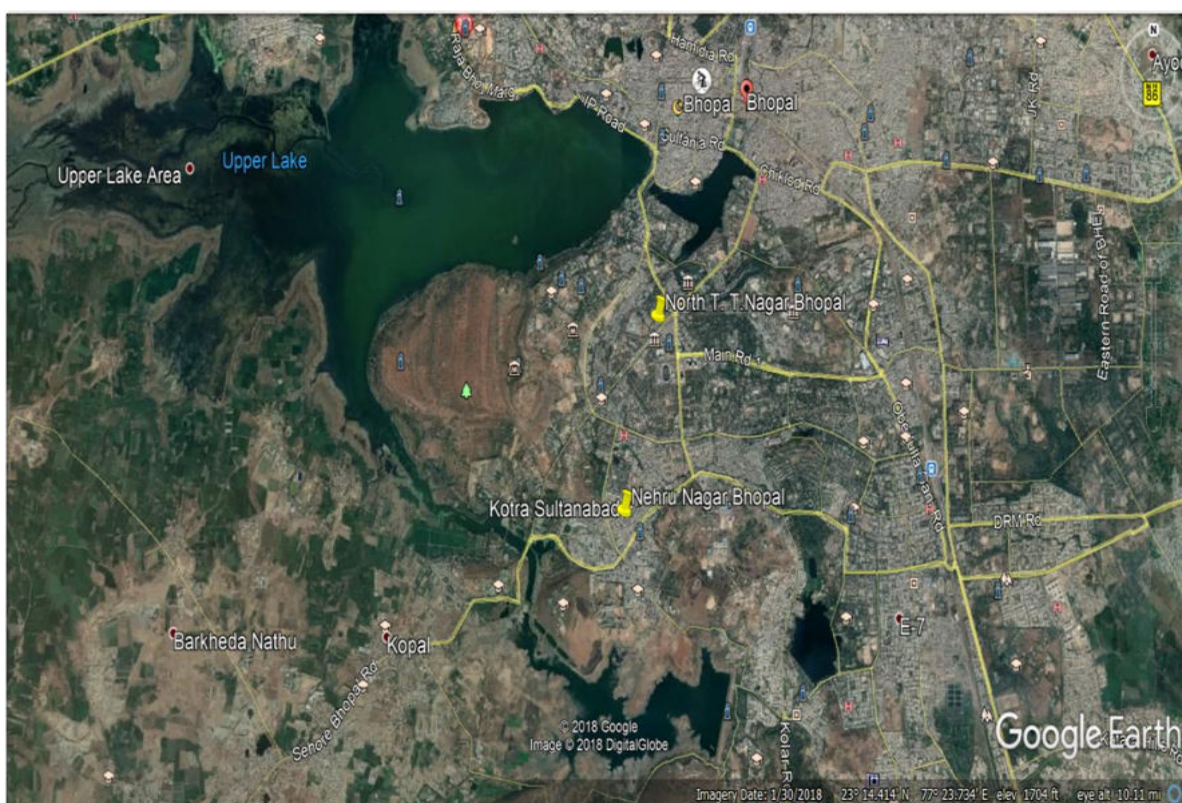 Hamidia Rd
Raja Bhoj Marg
Ayo
N
86
IP Road
Bhopal
Bhopal
JK Rd
Sultania Rd
Upper Lake
Upper Lake Area
Chiklod Rd
Eastern Road of BHEL
North T. T.Nagar Bhopal
Main Rd 1
Nehru Nagar Bhopal
Kotra Sultanabad
DRM Rd
E-7
Barkheda Nathu
Kopal
Sehore Bhopal Rd
© 2018 Google
Image © 2018 DigitalGlobe
Google Earth
Imagery Date: 1/30/2018 23° 14.414' N 77° 23.734' E elev 1704 ft eye alt 10.11 mi